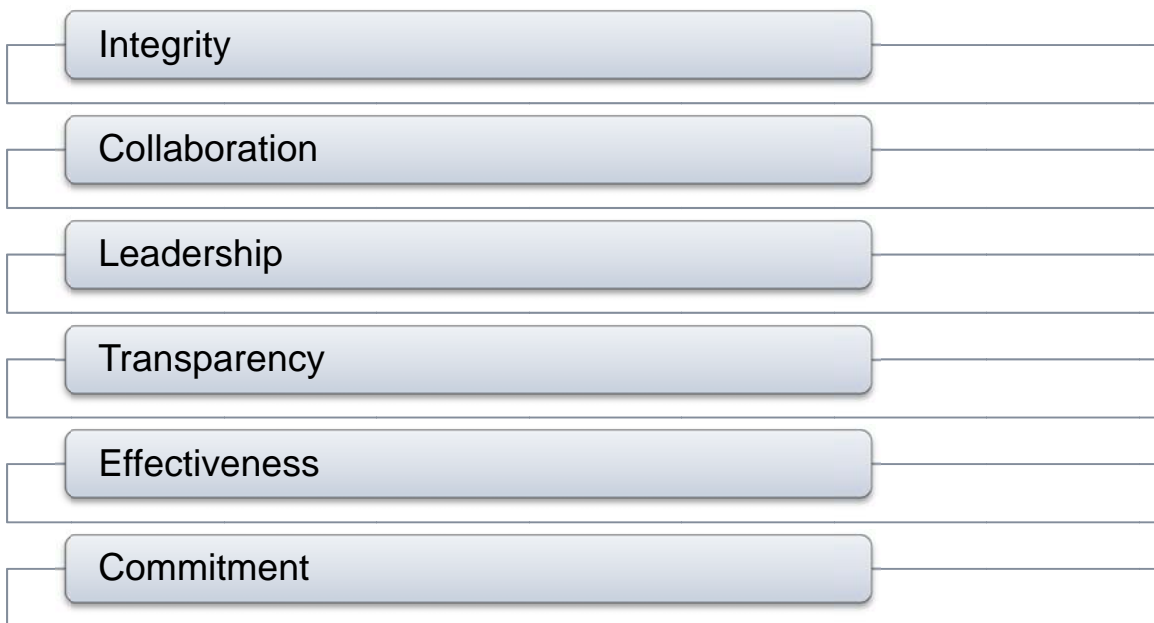 Integrity
Collaboration
Leadership
Transparency
Effectiveness
Commitment